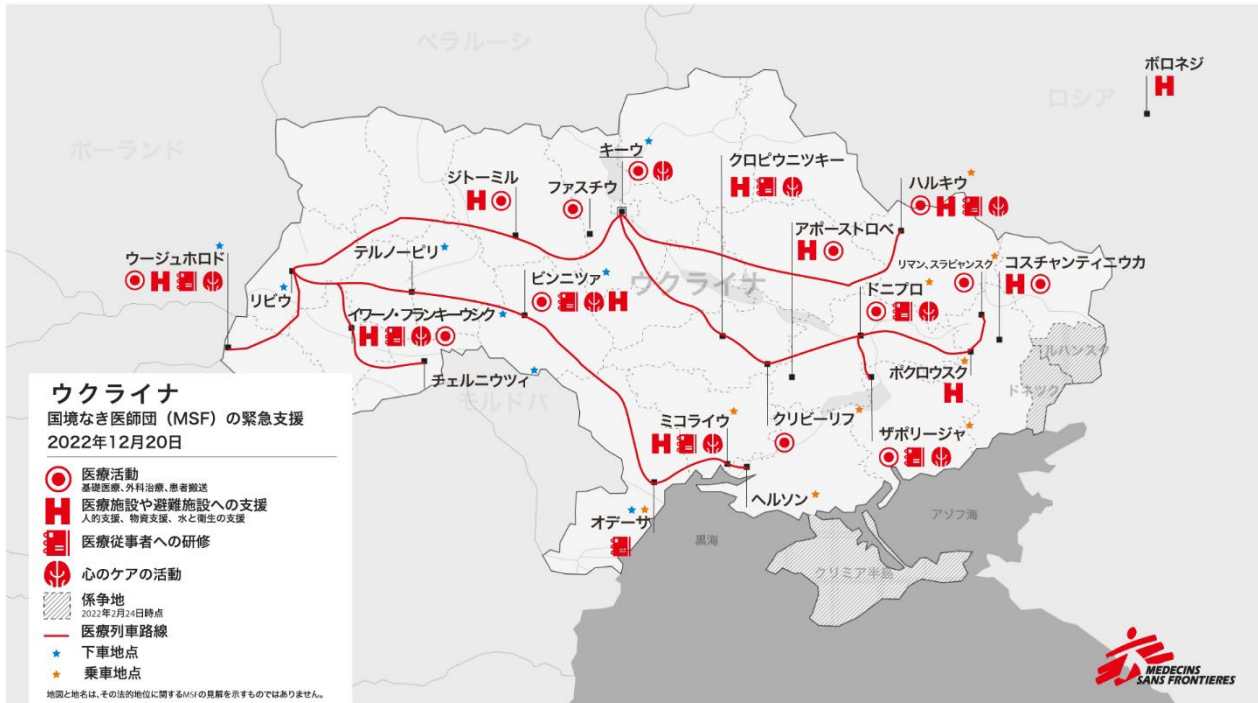 ベラルーシ
ボロネジ
ロシア
ポーランド
キーウ
クロピウニツキー
ジトーミル
ファスチウ
ハルキウ
アポーストロベ
ウージュホロド
テルノーピリ
リマン、スラビャンスク
コスチャンティニウカ
ビンニツァ
ウクライナ
ドニプロ
リビウ
イワーノ・フランキーウシク
ルハンスク
ポクロウスク
ドネツク
チェルニウツィ
モルドバ
ミコライウ
クリビーリフ
ザポリージャ
ヘルソン
オデーサ
黒海
アゾフ海
クリミア半島
ウクライナ
国境なき医師団(MSF)の緊急支援
2022年12月20日
医療活動
基礎医療、外科治療、患者搬送
医療施設や避難施設への支援
人的支援、物資支援、水と衛生の支援
医療従事者への研修
心のケアの活動
係争地
2022年2月24日時点
医療列車路線
下車地点
乗車地点
地図と地名は、その法的地位に関するMSFの見解を示すものではありません。
MEDECINS
SANS FRONTIERES